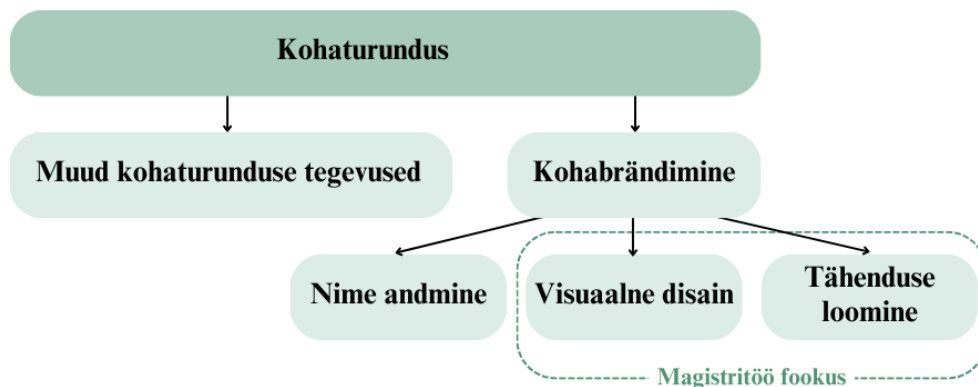 Kohaturundus
Muud kohaturunduse tegevused
Kohabrändimine
Nime andmine
Visuaalne disain
Tähenduse
loomine
Magistritöö fookus